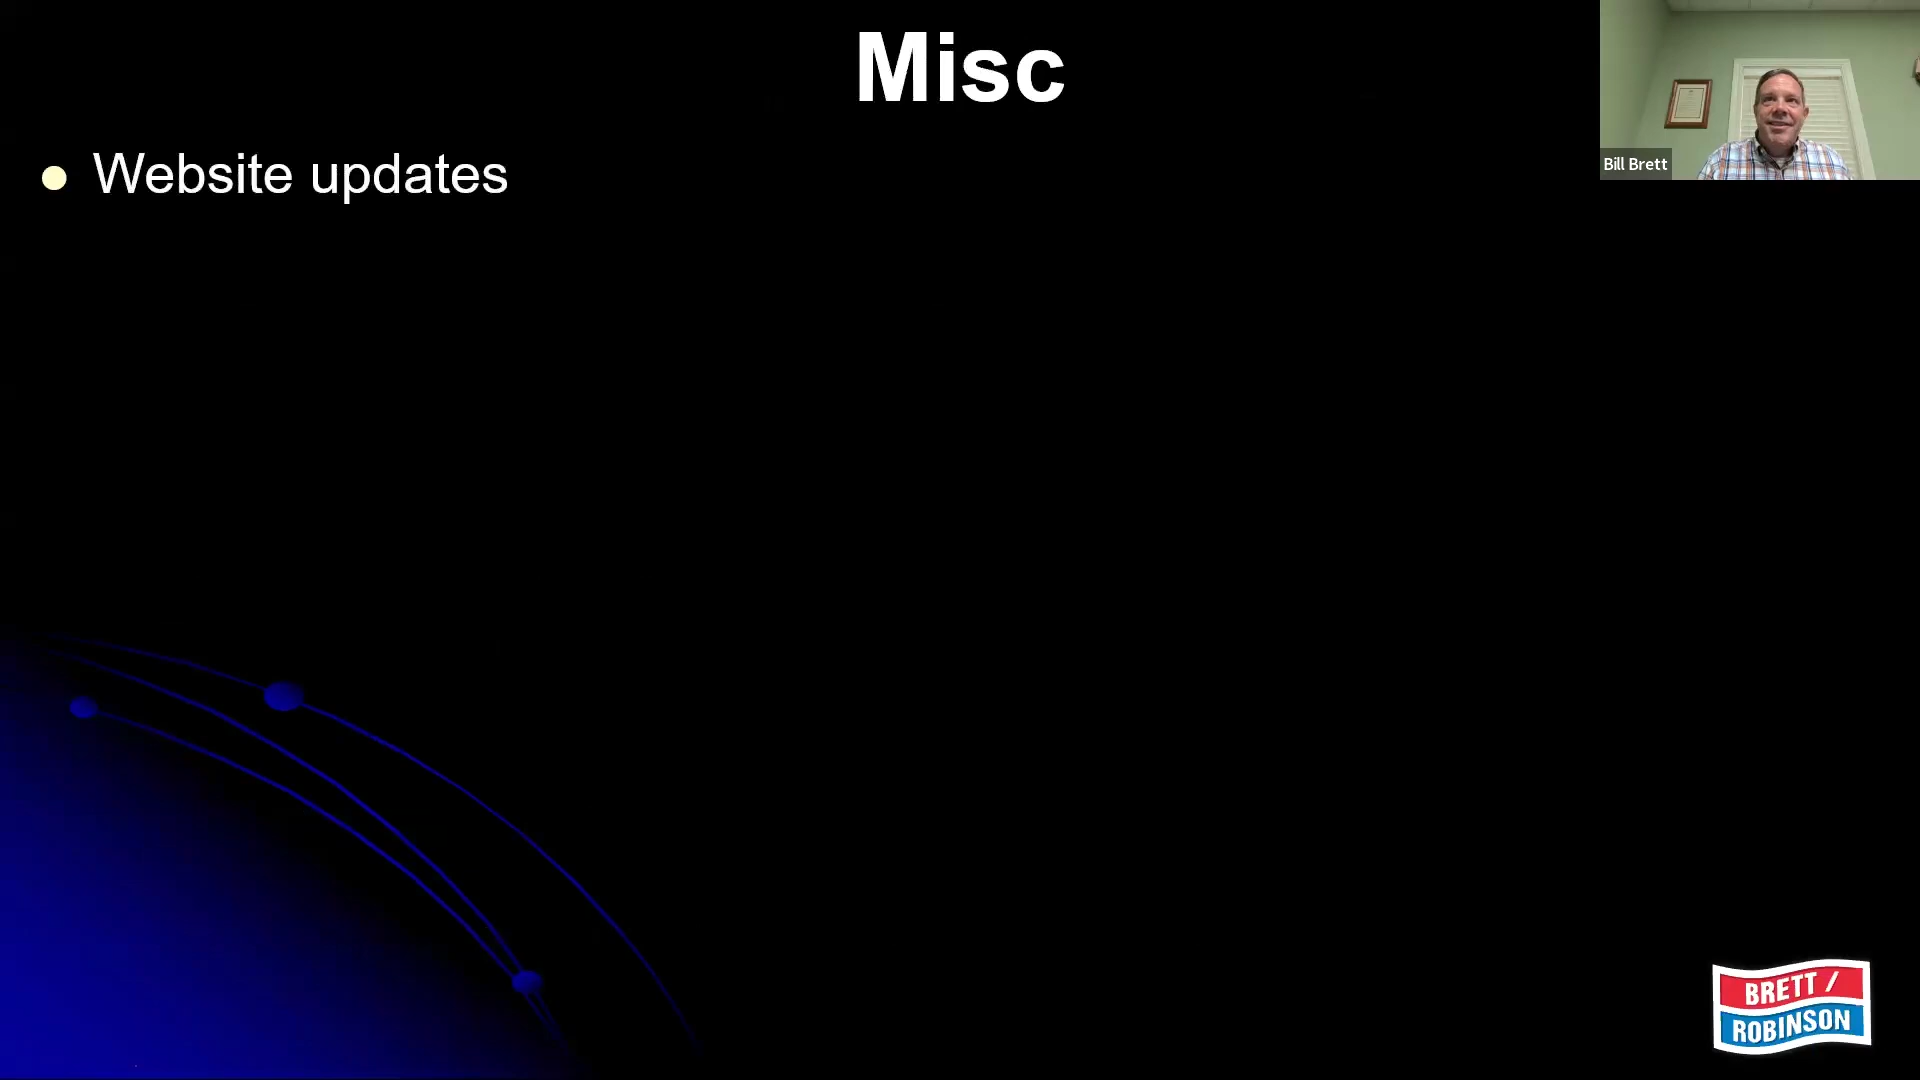 Misc
Bill Brett
Website updates
BRETT /
ROBINSON